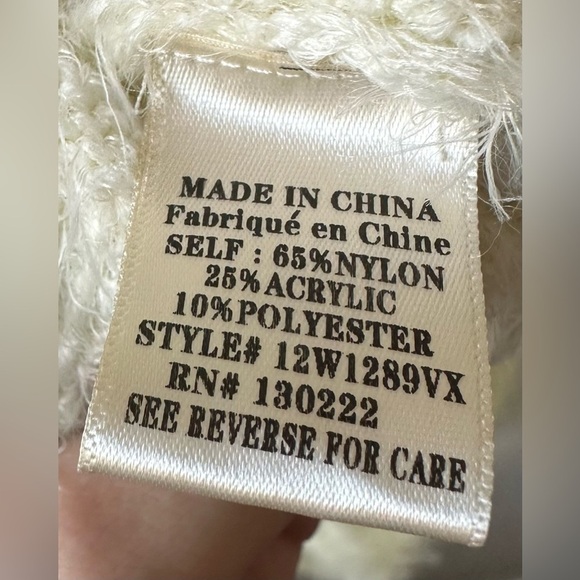 MADE IN CHINA
Fabriqué en Chine
SELF : 65%NYLON
25%ACRYLIC
10%POLYESTER
STYLE# 12W1289VX
RN# 130222
SEE REVERSE FOR CARE